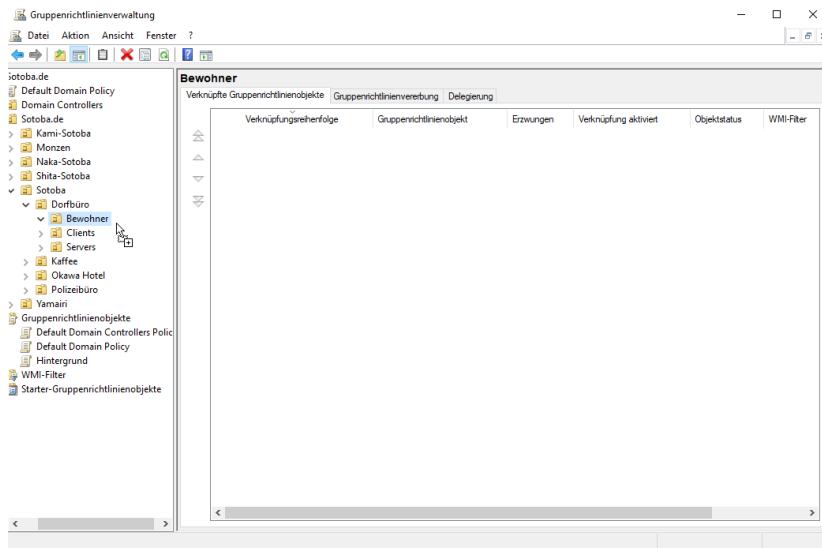 Gruppenrichtlinienverwaltung
Datei Aktion Ansicht Fenster ?
Sotoba.de
Default Domain Policy
Domain Controllers
Sotoba.de
Kami-Sotoba
Monzen
Naka-Sotoba
Shita-Sotoba
Sotoba
Dorfbüro
Bewohner
Clients
Servers
Kaffee
Okawa Hotel
Polizeibüro
Yamairi
Gruppenrichtlinienobjekte
Default Domain Controllers Polic
Default Domain Policy
Hintergrund
WMI-Filter
Starter-Gruppenrichtlinienobjekte
Bewohner
Verknüpfte Gruppenrichtlinienobjekte Gruppenrichtlinienvererbung Delegierung
Verknüpfungsreihenfolge Gruppenrichtlinienobjekt Erzwungen Verknüpfung aktiviert Objektstatus WMI-Filter